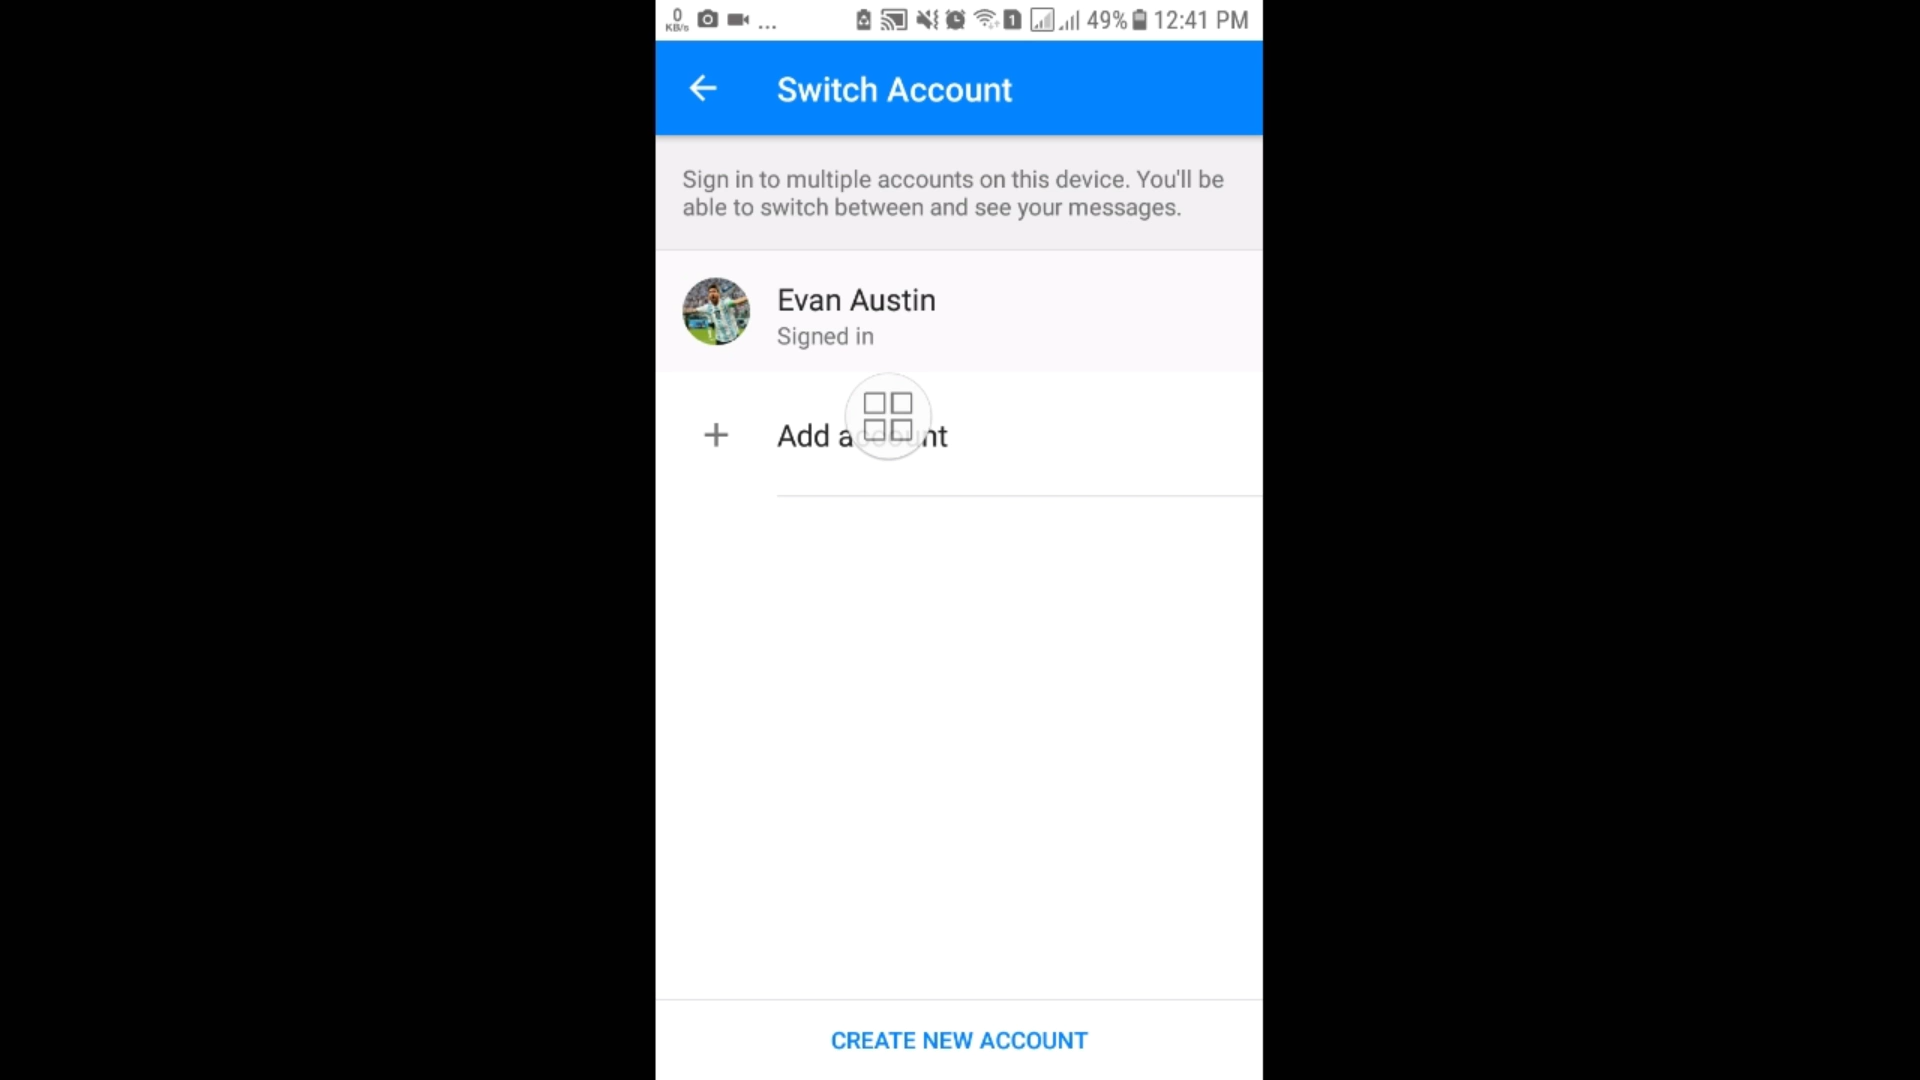 0 KB/s ... 1 49% 12:41 PM
Switch Account
Sign in to multiple accounts on this device. You'll be
able to switch between and see your messages.
Evan Austin
Signed in
+ Add account
CREATE NEW ACCOUNT